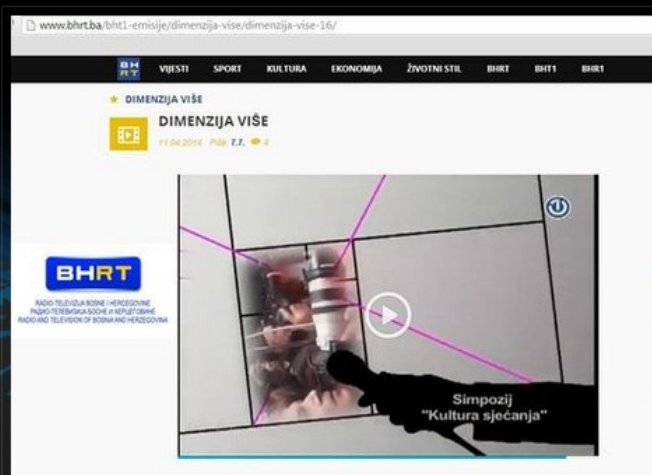 www.bhrt.ba/bht1-emisije/dimenzija-vise/dimenzija-vise-16/
BH
RT
VIJESTI SPORT KULTURA EKONOMIJA ŽIVOTNI STIL BHRT BHT1 BHR1
DIMENZIJA VIŠE
DIMENZIJA VIŠE
11.04.2014. Piše: T.T. 4
BHRT
RADIO-TELEVIZIJA BOSNE I HERCEGOVINE
РАДИО-ТЕЛЕВИЗИЈА БОСНЕ И ХЕРЦЕГОВИНЕ
RADIO AND TELEVISION OF BOSNIA AND HERZEGOVINA
Simpozij
"Kultura sjećanja"